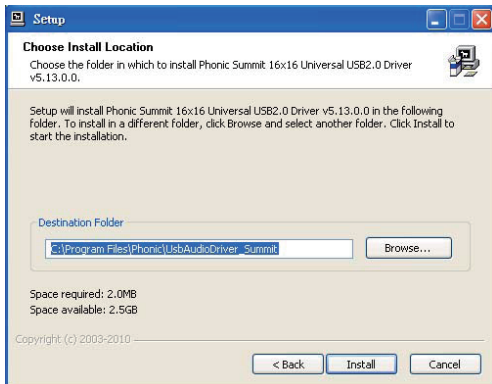 Setup
Choose Install Location
Choose the folder in which to install Phonic Summit 16x16 Universal USB2.0 Driver
v5.13.0.0.
Setup will install Phonic Summit 16x16 Universal USB2.0 Driver v5.13.0.0 in the following
folder. To install in a different folder, click Browse and select another folder. Click Install to
start the installation.
Destination Folder
C:\Program Files\Phonic\UsbAudioDriver_Summit
Browse...
Space required: 2.0MB
Space available: 2.5GB
Copyright (c) 2003-2010
< Back Install Cancel